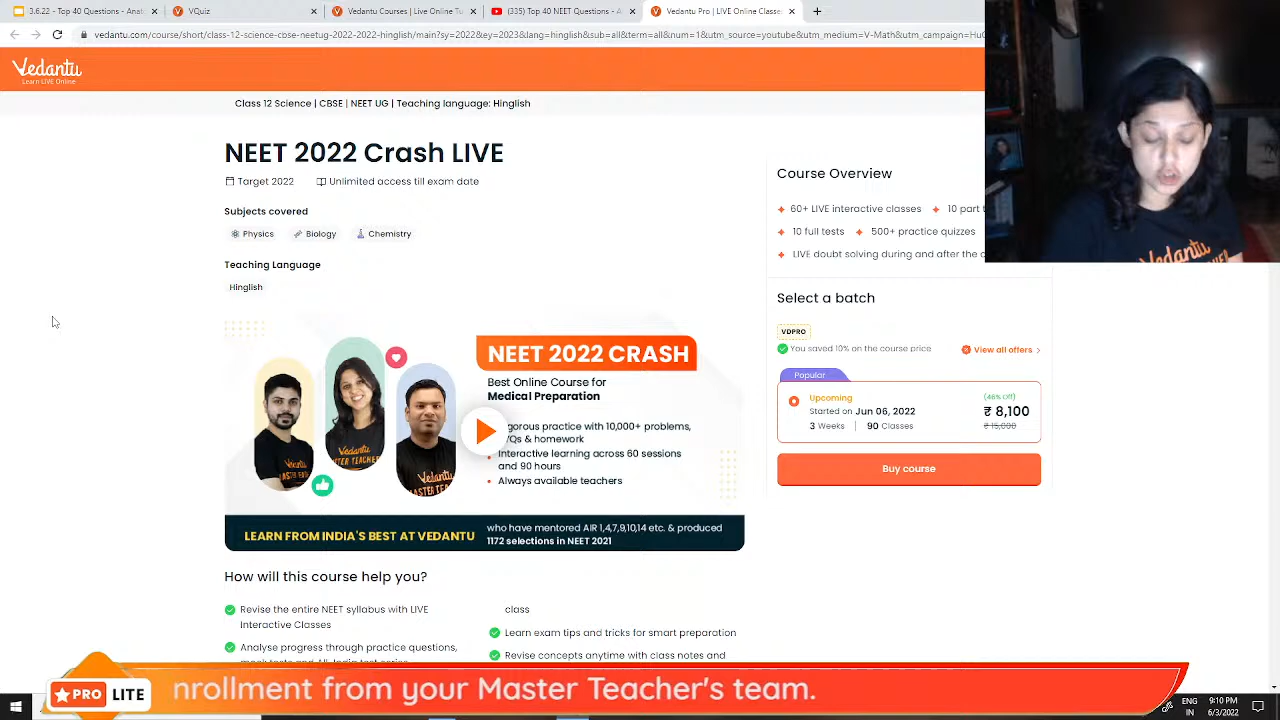 3.6.22 - Top 40 Questions - Anato
VQuiz
Vedantu Courses | Live Online Tu
(335) Top 40 NEET Questions - A
Vedantu Pro | LIVE Online Classe
vedantu.com/course/short/class-12-science-cbse-neetug-2022-2022-hinglish/main?sy=2022&ey=2023&lang=hinglish&sub=all&term=all&num=1&utm_source=youtube&utm_medium=V-Math&utm_campaign=HuC
Vedantu
Learn LIVE Online
Class 12 Science | CBSE | NEET UG | Teaching language: Hinglish
NEET 2022 Crash LIVE
Target 2022 Unlimited access till exam date
Subjects covered
Physics Biology Chemistry
Teaching Language
Hinglish
NEET 2022 CRASH
Best Online Course for
Medical Preparation
gorous practice with 10,000+ problems,
Qs & homework
Interactive learning across 60 sessions
and 90 hours
Always available teachers
Vedantu
MASTER TEACHER
LEARN FROM INDIA'S BEST AT VEDANTU
who have mentored AIR 1,4,7,9,10,14 etc. & produced
1172 selections in NEET 2021
How will this course help you?
Revise the entire NEET syllabus with LIVE
Interactive Classes
Analyse progress through practice questions,
class
Learn exam tips and tricks for smart preparation
Revise concepts anytime with class notes and
Course Overview
60+ LIVE interactive classes 10 part t
10 full tests 500+ practice quizzes
LIVE doubt solving during and after the c
Select a batch
VDPRO
You saved 10% on the course price View all offers
Popular
Upcoming
Started on Jun 06, 2022
3 Weeks | 90 Classes
(46% Off)
₹ 8,100
₹ 15,000
Buy course
Vedantu
PRO LITE
nrollment from your Master Teacher's team.
ENG
IN
9:10 PM
6/3/2022